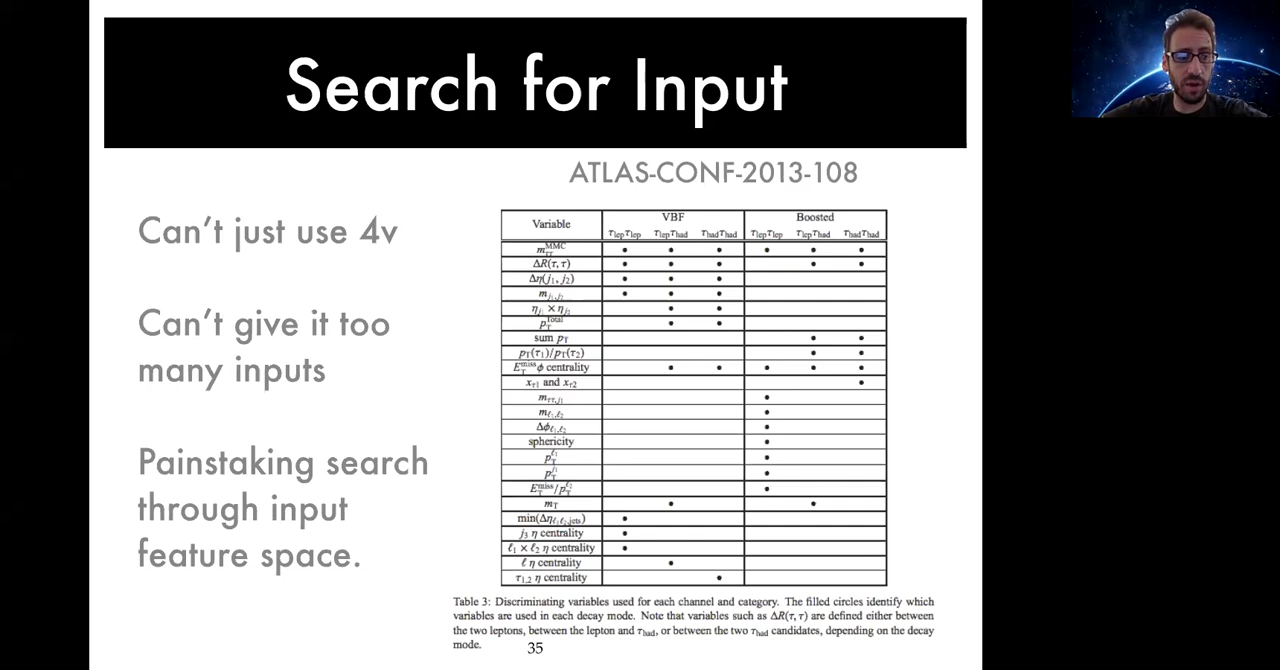 Search for Input
ATLAS-CONF-2013-108
Can't just use 4v
Can't give it too
many inputs
Painstaking search
through input
feature space.
Variable VBF Boosted
τlepτlep τlepτhad τhadτhad τlepτlep τlepτhad τhadτhad
mττMMC • • • • • •
ΔR(τ, τ) • • • • •
Δη(j1, j2) • • •
mj1,j2 • • •
ηj1 × ηj2 • •
pTTotal • •
sum pT • •
pT(τ1)/pT(τ2) • •
ETmissϕ centrality • • • • •
xτ1 and xτ2 •
mττ,j1 •
mℓ1,ℓ2 •
Δϕℓ1,ℓ2 •
sphericity •
pTℓ1 •
pTj1 •
ETmiss/pTℓ2 •
mT • •
min(Δηℓ1ℓ2,jets) •
j3 η centrality •
ℓ1 × ℓ2 η centrality •
ℓ η centrality •
τ1,2 η centrality •
Table 3: Discriminating variables used for each channel and category. The filled circles identify which
variables are used in each decay mode. Note that variables such as ΔR(τ, τ) are defined either between
the two leptons, between the lepton and τhad, or between the two τhad candidates, depending on the decay
mode.
35